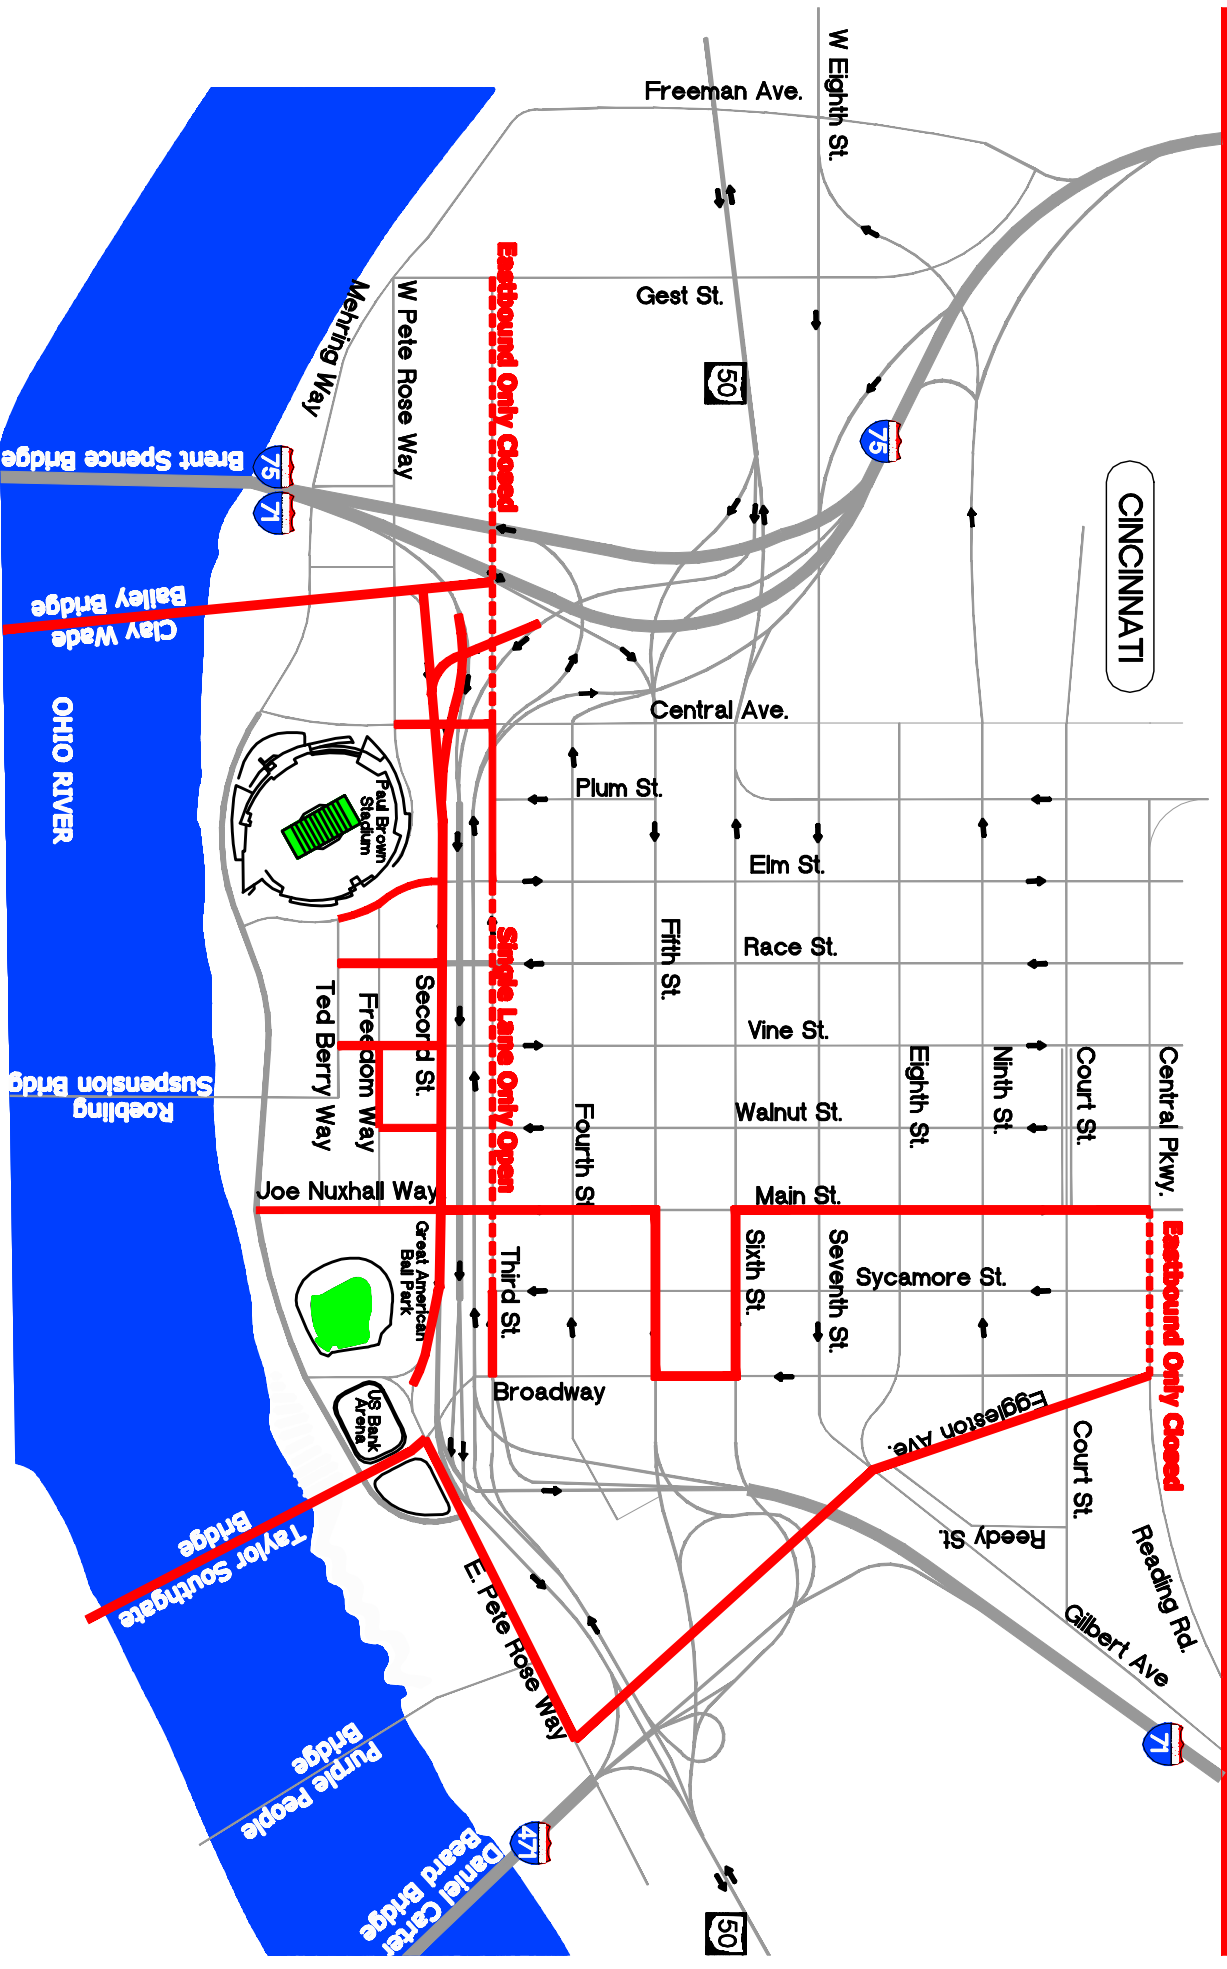 W Eighth St.
Freeman Ave.
Gest St.
50
75
CINCINNATI
Eastbound Only Closed
W Pete Rose Way
Mehring Way
Brent Spence Bridge
75
71
Clay Wade
Bailey Bridge
OHIO RIVER
Central Ave.
Plum St.
Elm St.
Race St.
Vine St.
Walnut St.
Main St.
Sycamore St.
Broadway
Paul Brown
Stadium
Fifth St.
Single Lane Only Open
Second St.
Freedom Way
Ted Berry Way
Roebling
Suspension Bridg
Fourth St
Eighth St.
Ninth St.
Court St.
Central Pkwy.
Joe Nuxhall Way
Great American
Ball Park
Third St.
Sixth St.
Seventh St.
Eastbound Only Closed
US Bank
Arena
Eggleston Ave.
Court St.
Reedy St.
Reading Rd.
Gilbert Ave
71
Taylor Southgate
Bridge
E. Pete Rose Way
Purple People
Bridge
Daniel Carter
Beard Bridge
471
50